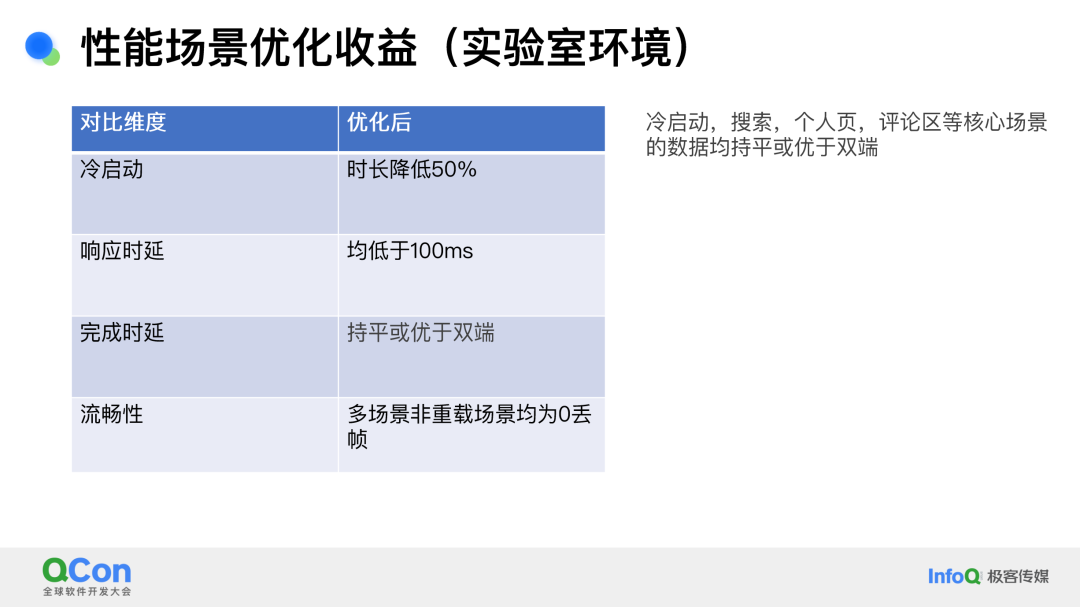 性能场景优化收益（实验室环境）
对比维度
优化后
冷启动
时长降低50%
响应时延
均低于100ms
完成时延
持平或优于双端
流畅性
多场景非重载场景均为0丢
帧
冷启动，搜索，个人页，评论区等核心场景
的数据均持平或优于双端
QCon
全球软件开发大会
InfoQ 极客传媒